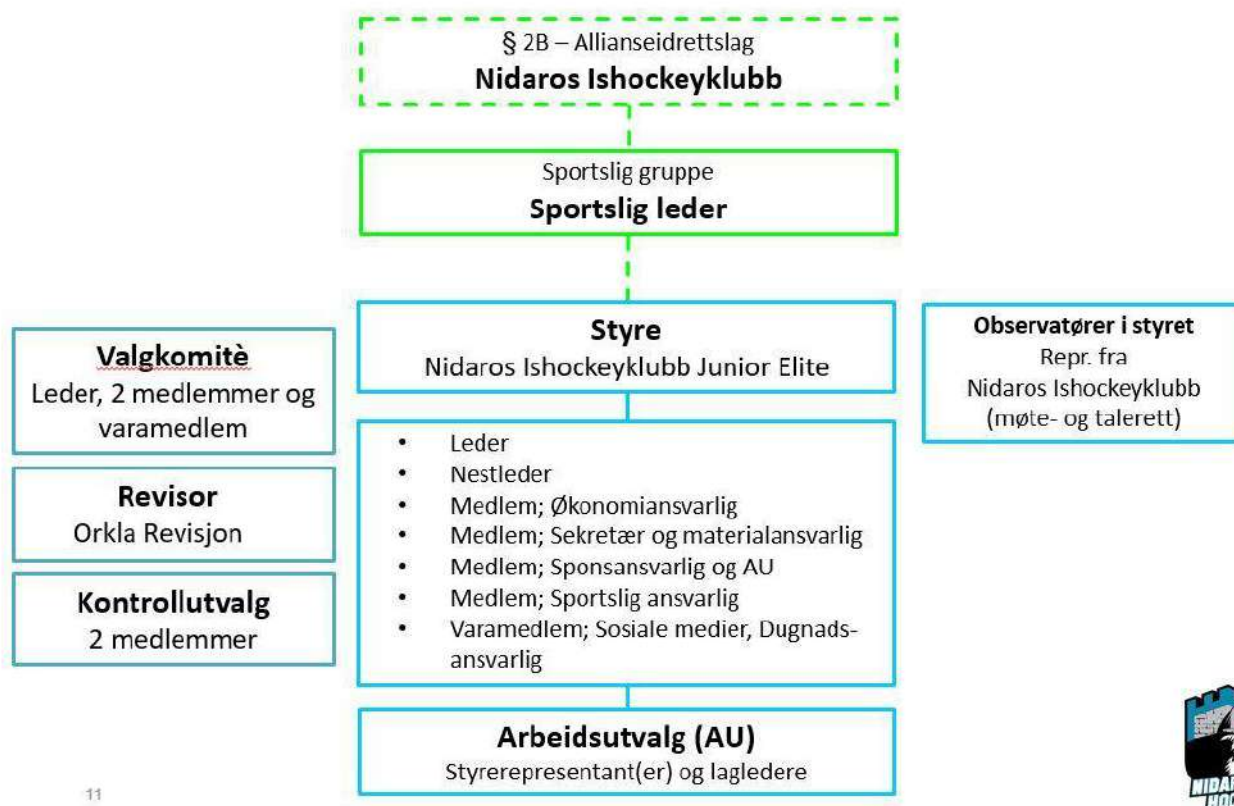 § 2B – Allianseidrettslag
Nidaros Ishockeyklubb
Sportslig gruppe
Sportslig leder
Styre
Nidaros Ishockeyklubb Junior Elite
Observatører i styret
Repr. fra
Nidaros Ishockeyklubb
(møte- og talerett)
Valgkomitè
Leder, 2 medlemmer og
varamedlem
Revisor
Orkla Revisjon
Kontrollutvalg
2 medlemmer
• Leder
• Nestleder
• Medlem; Økonomiansvarlig
• Medlem; Sekretær og materialansvarlig
• Medlem; Sponsansvarlig og AU
• Medlem; Sportslig ansvarlig
• Varamedlem; Sosiale medier, Dugnads-
ansvarlig
Arbeidsutvalg (AU)
Styrerepresentant(er) og lagledere
11